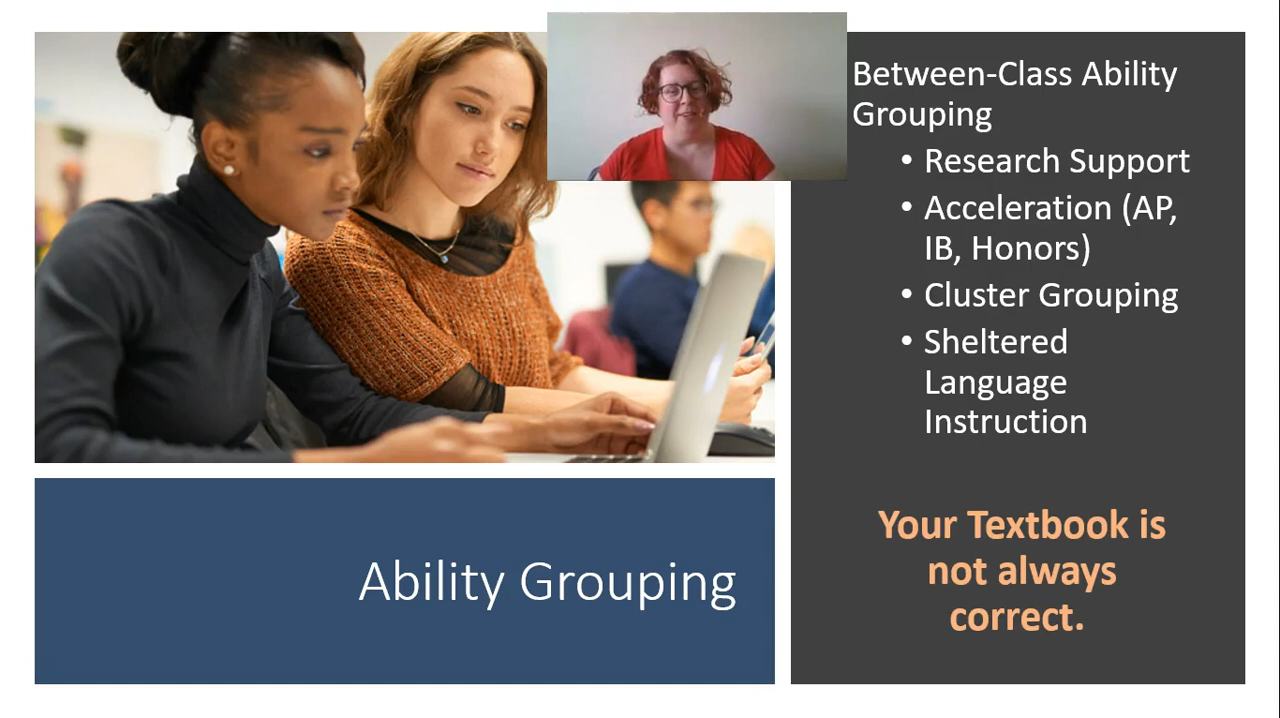 Between-Class Ability
Grouping
• Research Support
• Acceleration (AP,
IB, Honors)
• Cluster Grouping
• Sheltered
Language
Instruction
Your Textbook is
not always
correct.
Ability Grouping